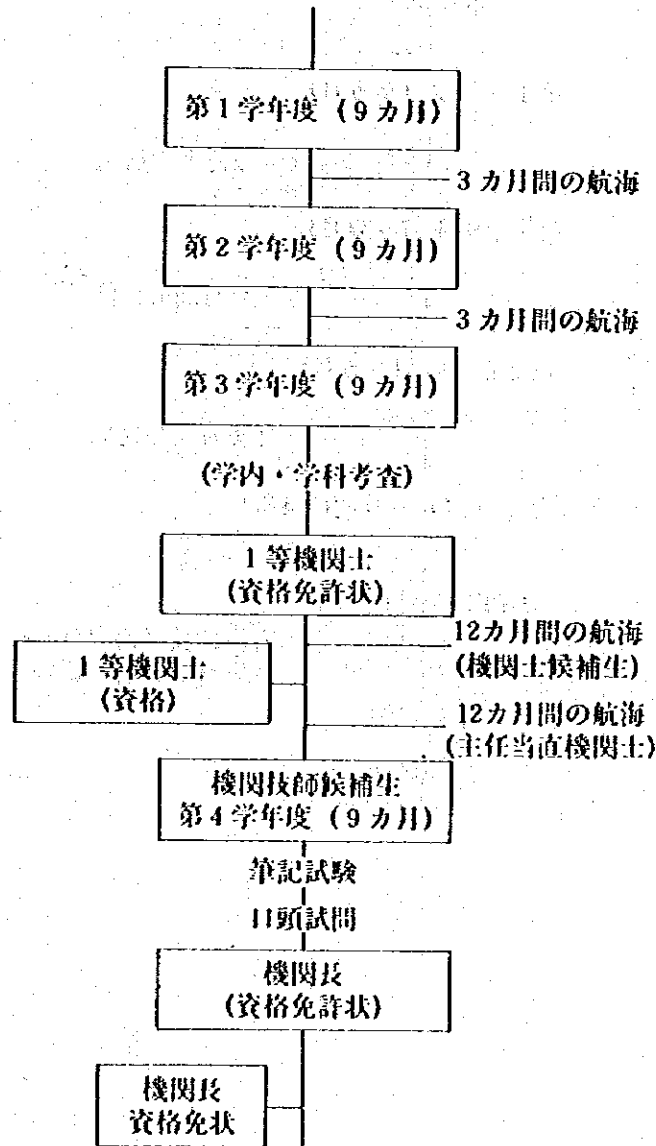 第1学年度(9カ月)
3カ月間の航海
第2学年度(9カ月)
3カ月間の航海
第3学年度(9カ月)
(学内・学科考査)
1等機関士
(資格免許状)
12カ月間の航海
(機関士候補生)
1等機関士
(資格)
12カ月間の航海
(主任当直機関士)
機関技師候補生
第4学年度(9カ月)
筆記試験
口頭試問
機関長
(資格免許状)
機関長
資格免状